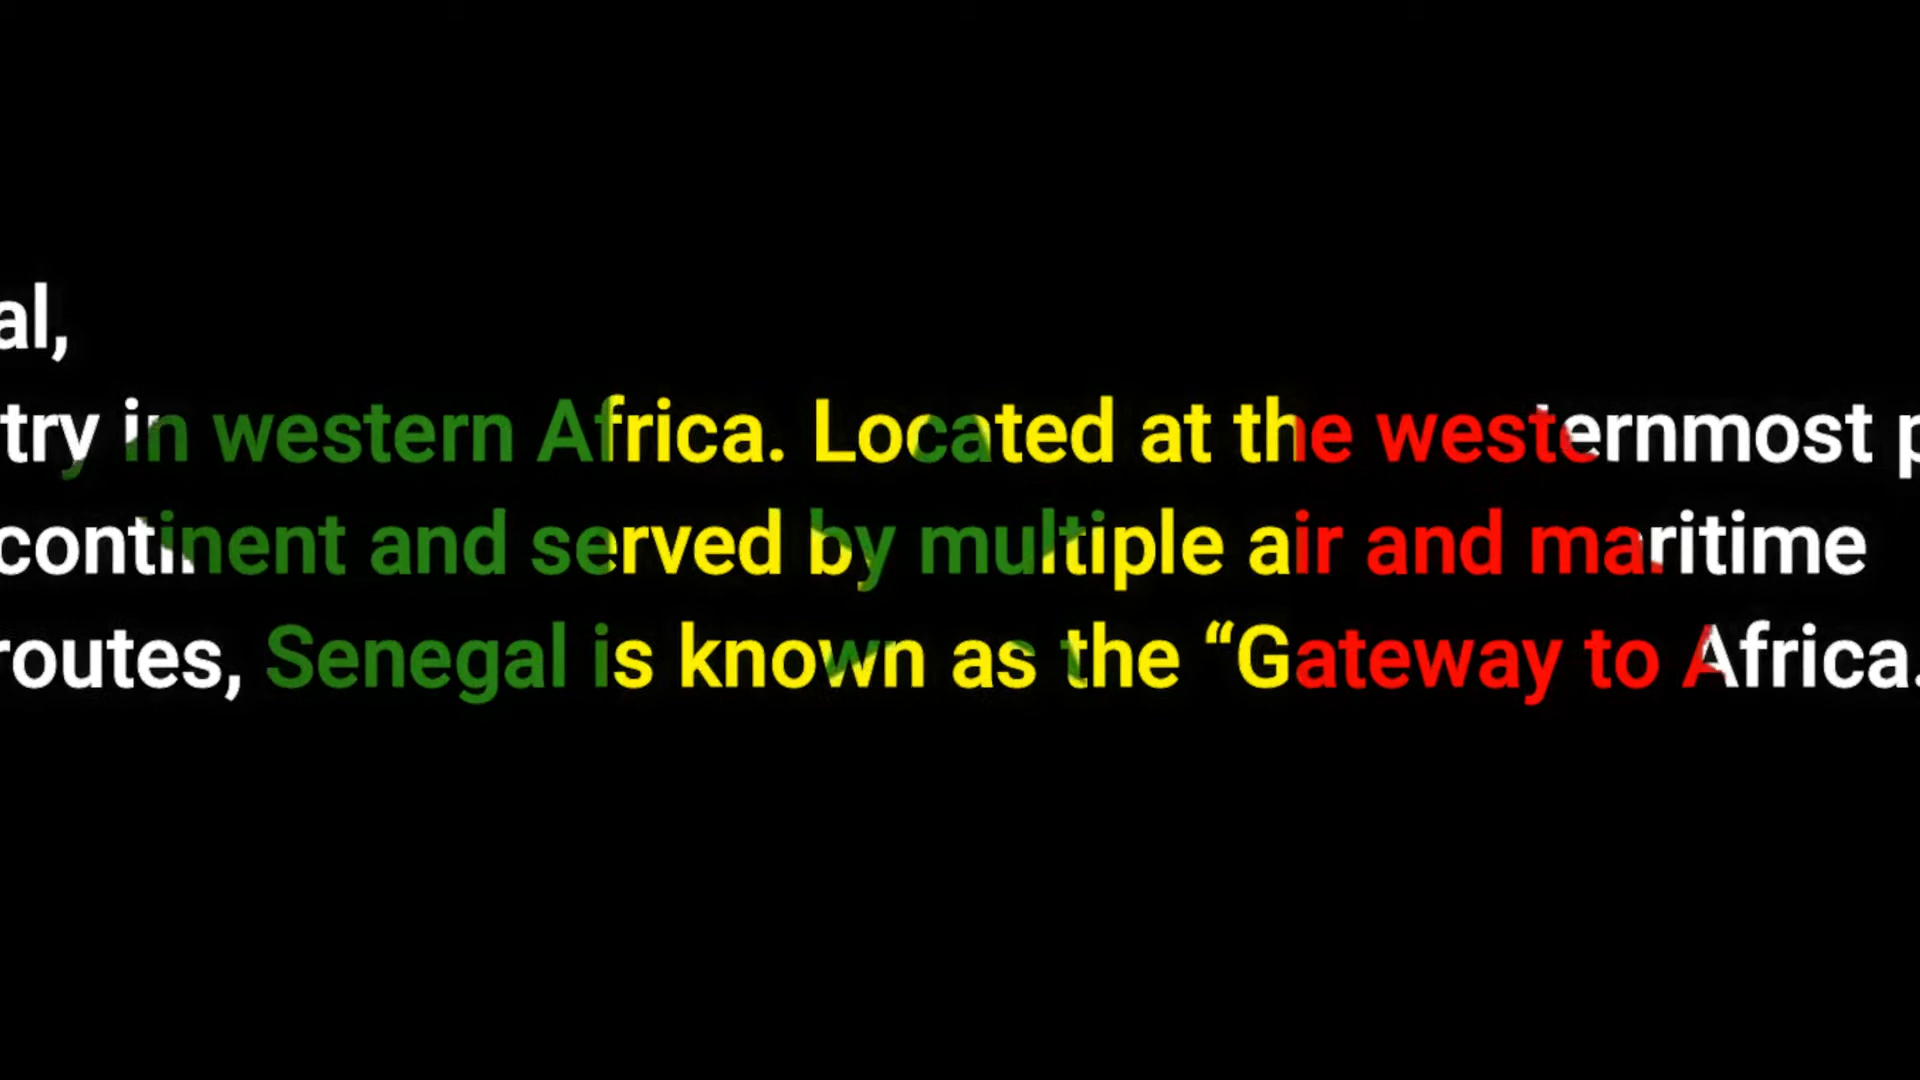 al,
try in western Africa. Located at the westernmost p
continent and served by multiple air and maritime
routes, Senegal is known as the “Gateway to Africa.